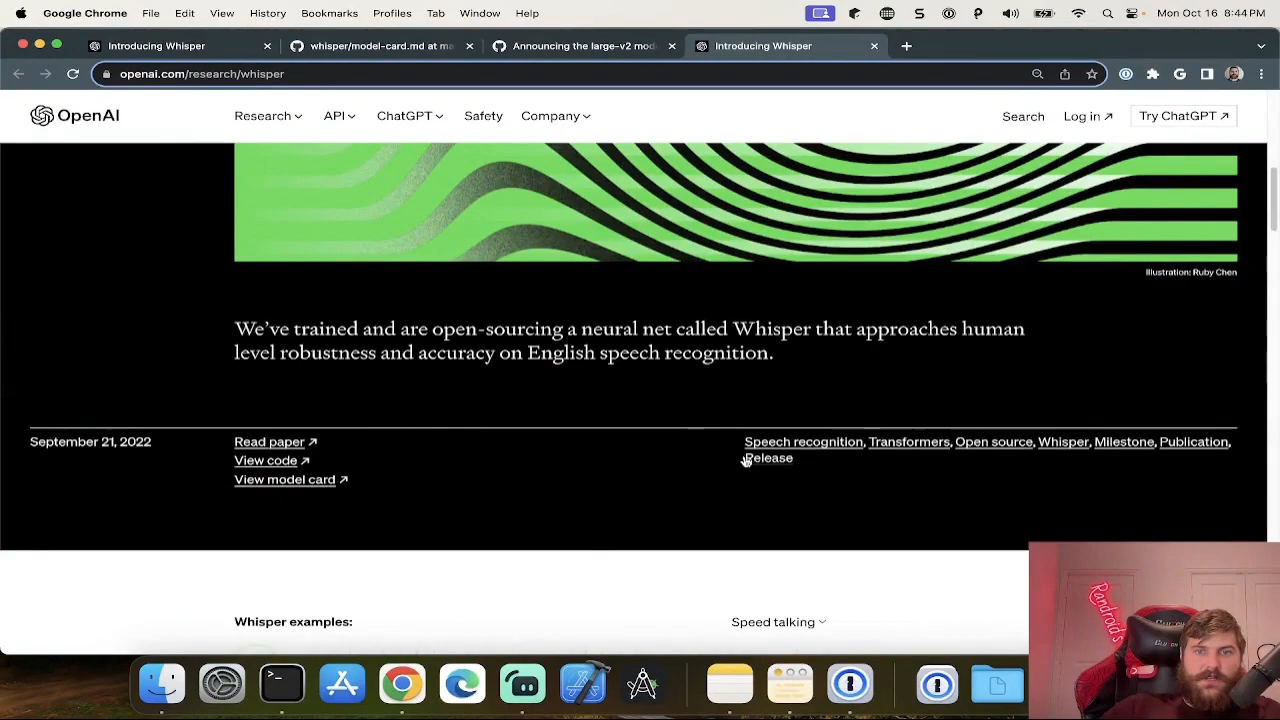 Google Chrome File Edit View History Bookmarks Profiles Tab Window Help Mon Oct 16 8:44 PM
Introducing Whisper whisper/model-card.md at ma Announcing the large-v2 mod Introducing Whisper
openai.com/research/whisper
OpenAI Research API ChatGPT Safety Company Search Log in ↗ Try ChatGPT ↗
Illustration: Ruby Chen
We’ve trained and are open-sourcing a neural net called Whisper that approaches human
level robustness and accuracy on English speech recognition.
September 21, 2022 Read paper ↗ Speech recognition, Transformers, Open source, Whisper, Milestone, Publication,
Release
View code ↗
View model card ↗
Whisper examples: Speed talking
Randroid's